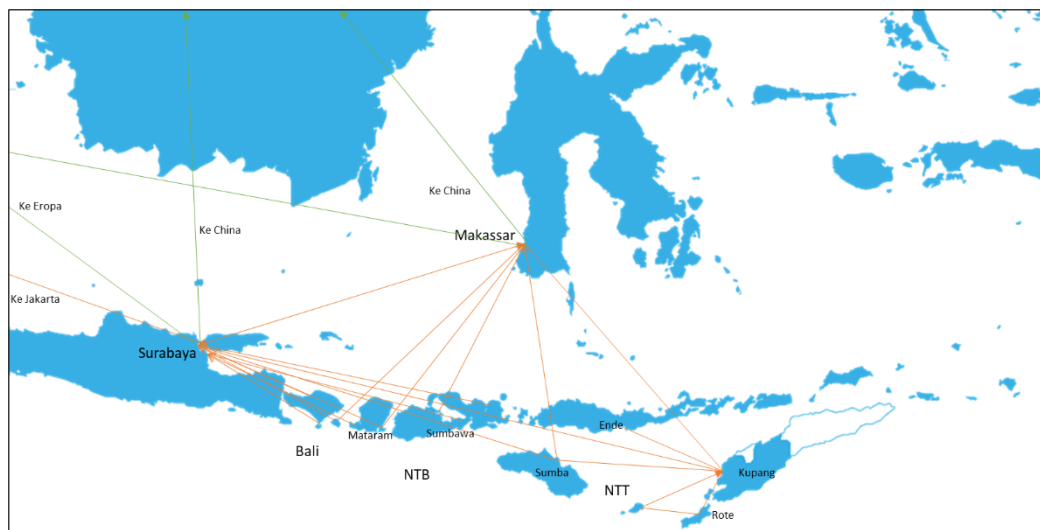 Ke China
Ke Eropa
Ke China
Makassar
Ke Jakarta
Surabaya
Mataram
Sumbawa
Ende
Bali
NTB
Sumba
NTT
Kupang
Rote